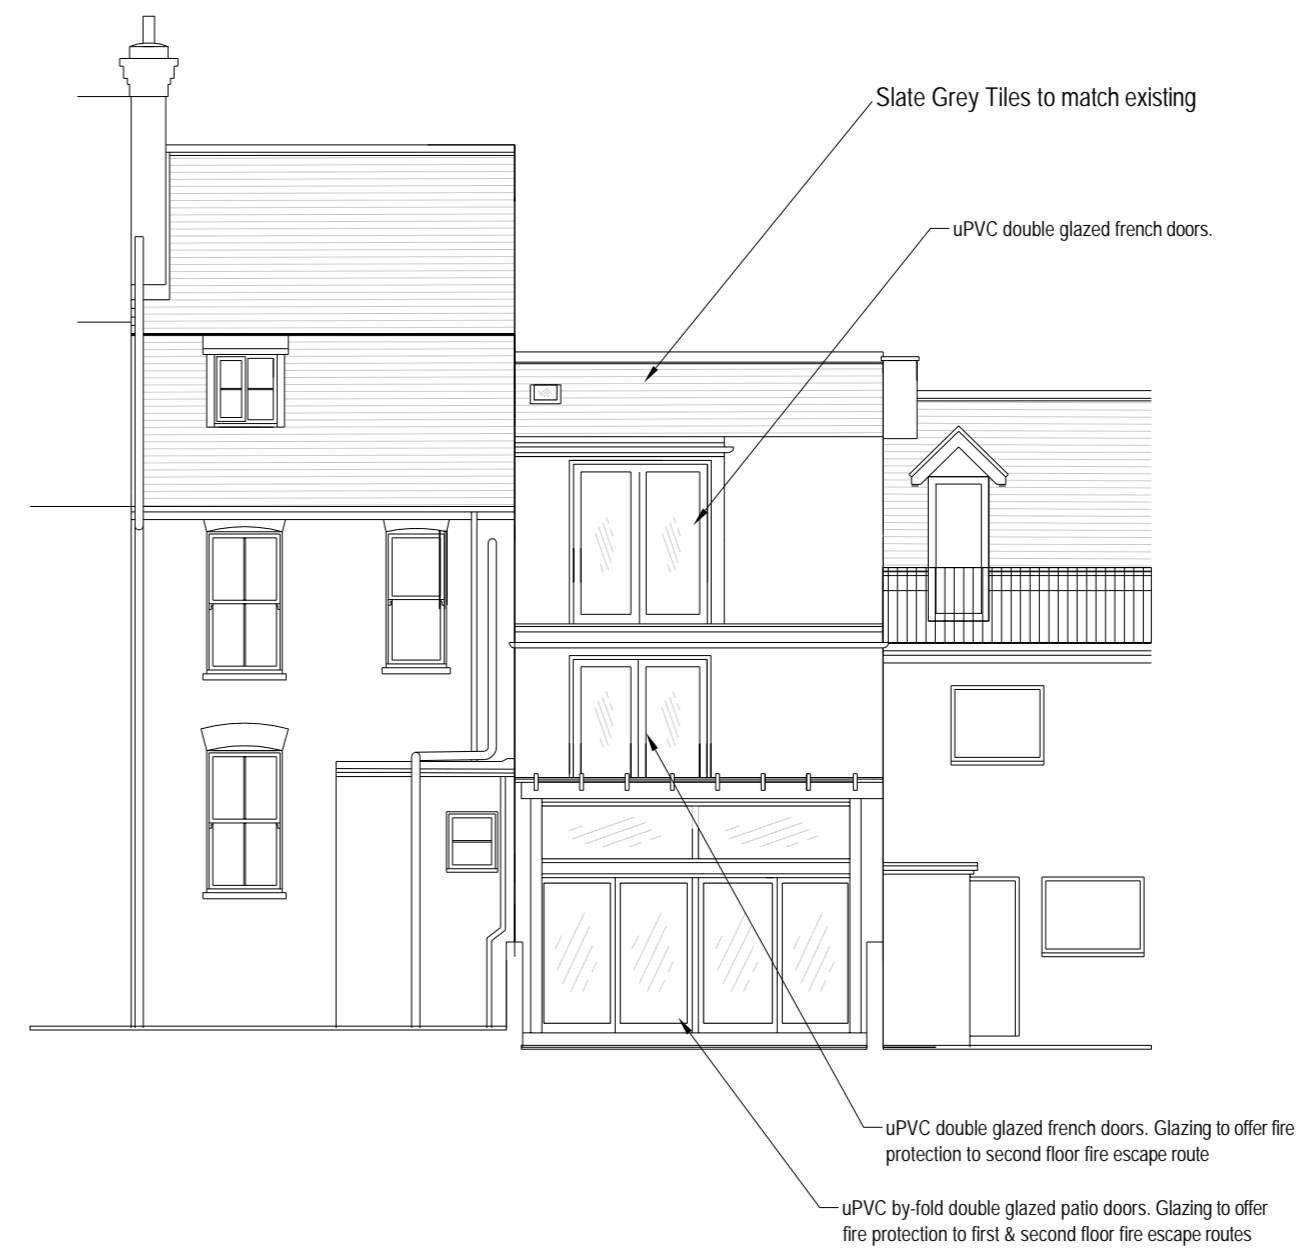 Slate Grey Tiles to match existing
uPVC double glazed french doors.
uPVC double glazed french doors. Glazing to offer fire
protection to second floor fire escape route
uPVC by-fold double glazed patio doors. Glazing to offer
fire protection to first & second floor fire escape routes